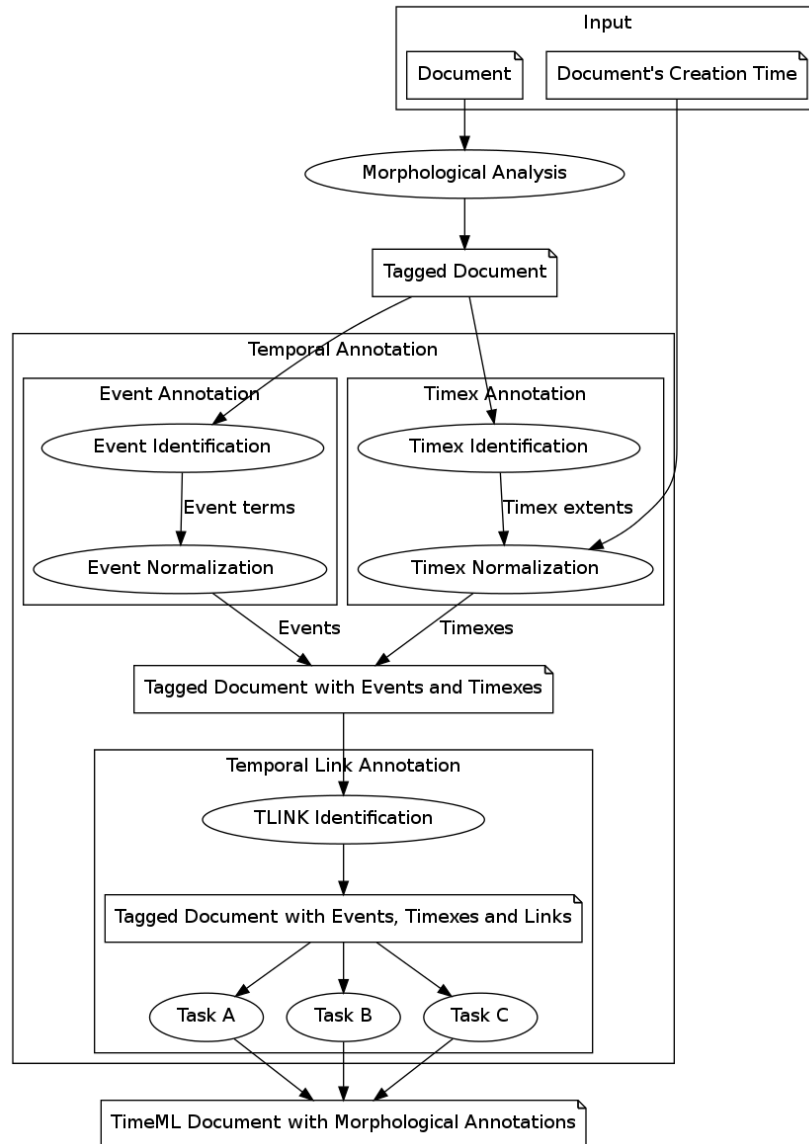 Input
Document
Document's Creation Time
Morphological Analysis
Tagged Document
Temporal Annotation
Event Annotation
Timex Annotation
Event Identification
Timex Identification
Event terms
Timex extents
Event Normalization
Timex Normalization
Events
Timexes
Tagged Document with Events and Timexes
Temporal Link Annotation
TLINK Identification
Tagged Document with Events, Timexes and Links
Task A
Task B
Task C
TimeML Document with Morphological Annotations